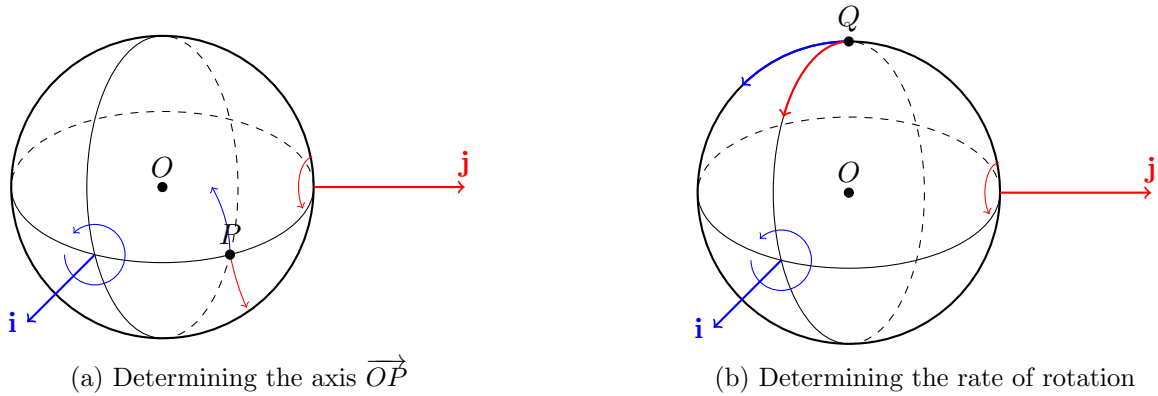 O
P
j
i
(a) Determining the axis $\overrightarrow{OP}$
Q
O
j
i
(b) Determining the rate of rotation